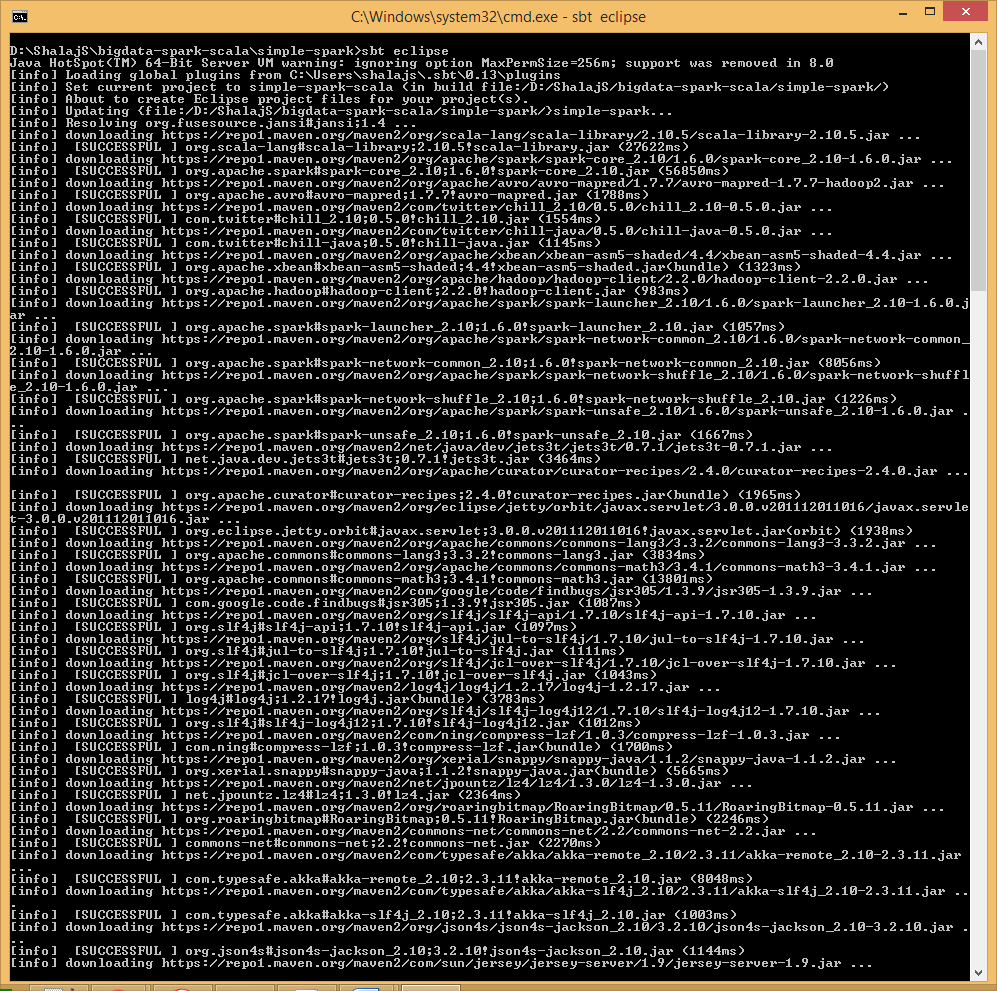 C:\Windows\system32\cmd.exe - sbt  eclipse
D:\ShalajS\bigdata-spark-scala\simple-spark>sbt eclipse
Java HotSpot(TM) 64-Bit Server VM warning: ignoring option MaxPermSize=256m; support was removed in 8.0
[info] Loading global plugins from C:\Users\shalajs\.sbt\0.13\plugins
[info] Set current project to simple-spark-scala (in build file:/D:/ShalajS/bigdata-spark-scala/simple-spark/)
[info] About to create Eclipse project files for your project(s).
[info] Updating {file:/D:/ShalajS/bigdata-spark-scala/simple-spark/}simple-spark...
[info] Resolving org.fusesource.jansi#jansi;1.4 ...
[info] downloading https://repo1.maven.org/maven2/org/scala-lang/scala-library/2.10.5/scala-library-2.10.5.jar ...
[info]  [SUCCESSFUL ] org.scala-lang#scala-library;2.10.5!scala-library.jar (27622ms)
[info] downloading https://repo1.maven.org/maven2/org/apache/spark/spark-core_2.10/1.6.0/spark-core_2.10-1.6.0.jar ...
[info]  [SUCCESSFUL ] org.apache.spark#spark-core_2.10;1.6.0!spark-core_2.10.jar (56850ms)
[info] downloading https://repo1.maven.org/maven2/org/apache/avro/avro-mapred/1.7.7/avro-mapred-1.7.7-hadoop2.jar ...
[info]  [SUCCESSFUL ] org.apache.avro#avro-mapred;1.7.7!avro-mapred.jar (1788ms)
[info] downloading https://repo1.maven.org/maven2/com/twitter/chill_2.10/0.5.0/chill_2.10-0.5.0.jar ...
[info]  [SUCCESSFUL ] com.twitter#chill_2.10;0.5.0!chill_2.10.jar (1554ms)
[info] downloading https://repo1.maven.org/maven2/com/twitter/chill-java/0.5.0/chill-java-0.5.0.jar ...
[info]  [SUCCESSFUL ] com.twitter#chill-java;0.5.0!chill-java.jar (1145ms)
[info] downloading https://repo1.maven.org/maven2/org/apache/xbean/xbean-asm5-shaded/4.4/xbean-asm5-shaded-4.4.jar ...
[info]  [SUCCESSFUL ] org.apache.xbean#xbean-asm5-shaded;4.4!xbean-asm5-shaded.jar(bundle) (1323ms)
[info] downloading https://repo1.maven.org/maven2/org/apache/hadoop/hadoop-client/2.2.0/hadoop-client-2.2.0.jar ...
[info]  [SUCCESSFUL ] org.apache.hadoop#hadoop-client;2.2.0!hadoop-client.jar (983ms)
[info] downloading https://repo1.maven.org/maven2/org/apache/spark/spark-launcher_2.10/1.6.0/spark-launcher_2.10-1.6.0.j
ar ...
[info]  [SUCCESSFUL ] org.apache.spark#spark-launcher_2.10;1.6.0!spark-launcher_2.10.jar (1057ms)
[info] downloading https://repo1.maven.org/maven2/org/apache/spark/spark-network-common_2.10/1.6.0/spark-network-common_
2.10-1.6.0.jar ...
[info]  [SUCCESSFUL ] org.apache.spark#spark-network-common_2.10;1.6.0!spark-network-common_2.10.jar (8056ms)
[info] downloading https://repo1.maven.org/maven2/org/apache/spark/spark-network-shuffle_2.10/1.6.0/spark-network-shuffl
e_2.10-1.6.0.jar ...
[info]  [SUCCESSFUL ] org.apache.spark#spark-network-shuffle_2.10;1.6.0!spark-network-shuffle_2.10.jar (1226ms)
[info] downloading https://repo1.maven.org/maven2/org/apache/spark/spark-unsafe_2.10/1.6.0/spark-unsafe_2.10-1.6.0.jar .
..
[info]  [SUCCESSFUL ] org.apache.spark#spark-unsafe_2.10;1.6.0!spark-unsafe_2.10.jar (1667ms)
[info] downloading https://repo1.maven.org/maven2/net/java/dev/jets3t/jets3t/0.7.1/jets3t-0.7.1.jar ...
[info]  [SUCCESSFUL ] net.java.dev.jets3t#jets3t;0.7.1!jets3t.jar (3464ms)
[info] downloading https://repo1.maven.org/maven2/org/apache/curator/curator-recipes/2.4.0/curator-recipes-2.4.0.jar ...
[info]  [SUCCESSFUL ] org.apache.curator#curator-recipes;2.4.0!curator-recipes.jar(bundle) (1965ms)
[info] downloading https://repo1.maven.org/maven2/org/eclipse/jetty/orbit/javax.servlet/3.0.0.v201112011016/javax.servle
t-3.0.0.v201112011016.jar ...
[info]  [SUCCESSFUL ] org.eclipse.jetty.orbit#javax.servlet;3.0.0.v201112011016!javax.servlet.jar(orbit) (1938ms)
[info] downloading https://repo1.maven.org/maven2/org/apache/commons/commons-lang3/3.3.2/commons-lang3-3.3.2.jar ...
[info]  [SUCCESSFUL ] org.apache.commons#commons-lang3;3.3.2!commons-lang3.jar (3834ms)
[info] downloading https://repo1.maven.org/maven2/org/apache/commons/commons-math3/3.4.1/commons-math3-3.4.1.jar ...
[info]  [SUCCESSFUL ] org.apache.commons#commons-math3;3.4.1!commons-math3.jar (13801ms)
[info] downloading https://repo1.maven.org/maven2/com/google/code/findbugs/jsr305/1.3.9/jsr305-1.3.9.jar ...
[info]  [SUCCESSFUL ] com.google.code.findbugs#jsr305;1.3.9!jsr305.jar (1087ms)
[info] downloading https://repo1.maven.org/maven2/org/slf4j/slf4j-api/1.7.10/slf4j-api-1.7.10.jar ...
[info]  [SUCCESSFUL ] org.slf4j#slf4j-api;1.7.10!slf4j-api.jar (1097ms)
[info] downloading https://repo1.maven.org/maven2/org/slf4j/jul-to-slf4j/1.7.10/jul-to-slf4j-1.7.10.jar ...
[info]  [SUCCESSFUL ] org.slf4j#jul-to-slf4j;1.7.10!jul-to-slf4j.jar (1111ms)
[info] downloading https://repo1.maven.org/maven2/org/slf4j/jcl-over-slf4j/1.7.10/jcl-over-slf4j-1.7.10.jar ...
[info]  [SUCCESSFUL ] org.slf4j#jcl-over-slf4j;1.7.10!jcl-over-slf4j.jar (1043ms)
[info] downloading https://repo1.maven.org/maven2/log4j/log4j/1.2.17/log4j-1.2.17.jar ...
[info]  [SUCCESSFUL ] log4j#log4j;1.2.17!log4j.jar(bundle) (3783ms)
[info] downloading https://repo1.maven.org/maven2/org/slf4j/slf4j-log4j12/1.7.10/slf4j-log4j12-1.7.10.jar ...
[info]  [SUCCESSFUL ] org.slf4j#slf4j-log4j12;1.7.10!slf4j-log4j12.jar (1012ms)
[info] downloading https://repo1.maven.org/maven2/com/ning/compress-lzf/1.0.3/compress-lzf-1.0.3.jar ...
[info]  [SUCCESSFUL ] com.ning#compress-lzf;1.0.3!compress-lzf.jar(bundle) (1700ms)
[info] downloading https://repo1.maven.org/maven2/org/xerial/snappy/snappy-java/1.1.2/snappy-java-1.1.2.jar ...
[info]  [SUCCESSFUL ] org.xerial.snappy#snappy-java;1.1.2!snappy-java.jar(bundle) (5665ms)
[info] downloading https://repo1.maven.org/maven2/net/jpountz/lz4/lz4/1.3.0/lz4-1.3.0.jar ...
[info]  [SUCCESSFUL ] net.jpountz.lz4#lz4;1.3.0!lz4.jar (2364ms)
[info] downloading https://repo1.maven.org/maven2/org/roaringbitmap/RoaringBitmap/0.5.11/RoaringBitmap-0.5.11.jar ...
[info]  [SUCCESSFUL ] org.roaringbitmap#RoaringBitmap;0.5.11!RoaringBitmap.jar(bundle) (2246ms)
[info] downloading https://repo1.maven.org/maven2/commons-net/commons-net/2.2/commons-net-2.2.jar ...
[info]  [SUCCESSFUL ] commons-net#commons-net;2.2!commons-net.jar (2270ms)
[info] downloading https://repo1.maven.org/maven2/com/typesafe/akka/akka-remote_2.10/2.3.11/akka-remote_2.10-2.3.11.jar
...
[info]  [SUCCESSFUL ] com.typesafe.akka#akka-remote_2.10;2.3.11!akka-remote_2.10.jar (8048ms)
[info] downloading https://repo1.maven.org/maven2/com/typesafe/akka/akka-slf4j_2.10/2.3.11/akka-slf4j_2.10-2.3.11.jar ..
.
[info]  [SUCCESSFUL ] com.typesafe.akka#akka-slf4j_2.10;2.3.11!akka-slf4j_2.10.jar (1003ms)
[info] downloading https://repo1.maven.org/maven2/org/json4s/json4s-jackson_2.10/3.2.10/json4s-jackson_2.10-3.2.10.jar .
..
[info]  [SUCCESSFUL ] org.json4s#json4s-jackson_2.10;3.2.10!json4s-jackson_2.10.jar (1144ms)
[info] downloading https://repo1.maven.org/maven2/com/sun/jersey/jersey-server/1.9/jersey-server-1.9.jar ...